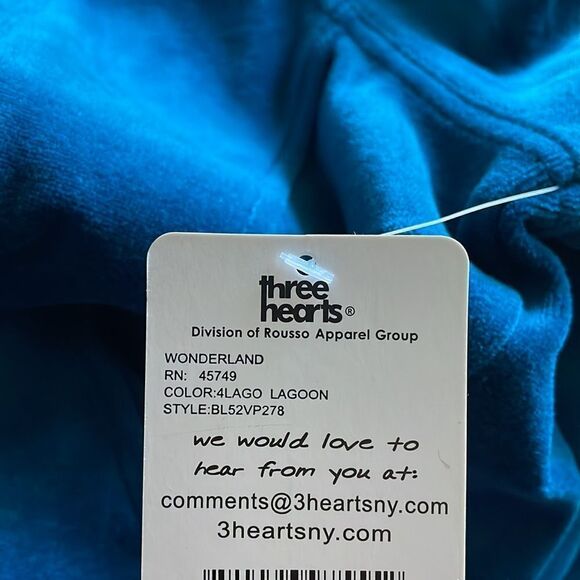 three
hearts®
Division of Rousso Apparel Group
WONDERLAND
RN: 45749
COLOR:4LAGO LAGOON
STYLE:BL52VP278
we would love to
hear from you at:
comments@3heartsny.com
3heartsny.com